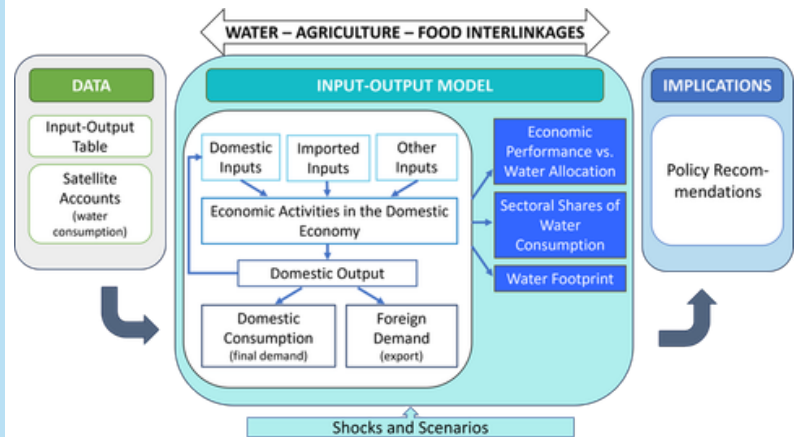 WATER – AGRICULTURE – FOOD INTERLINKAGES
DATA
Input-Output
Table
Satellite
Accounts
(water
consumption)
INPUT-OUTPUT MODEL
Domestic
Inputs
Imported
Inputs
Other
Inputs
Economic Activities in the Domestic
Economy
Domestic Output
Domestic
Consumption
(final demand)
Foreign
Demand
(export)
Economic
Performance vs.
Water Allocation
Sectoral Shares of
Water
Consumption
Water Footprint
IMPLICATIONS
Policy Recom-
mendations
Shocks and Scenarios